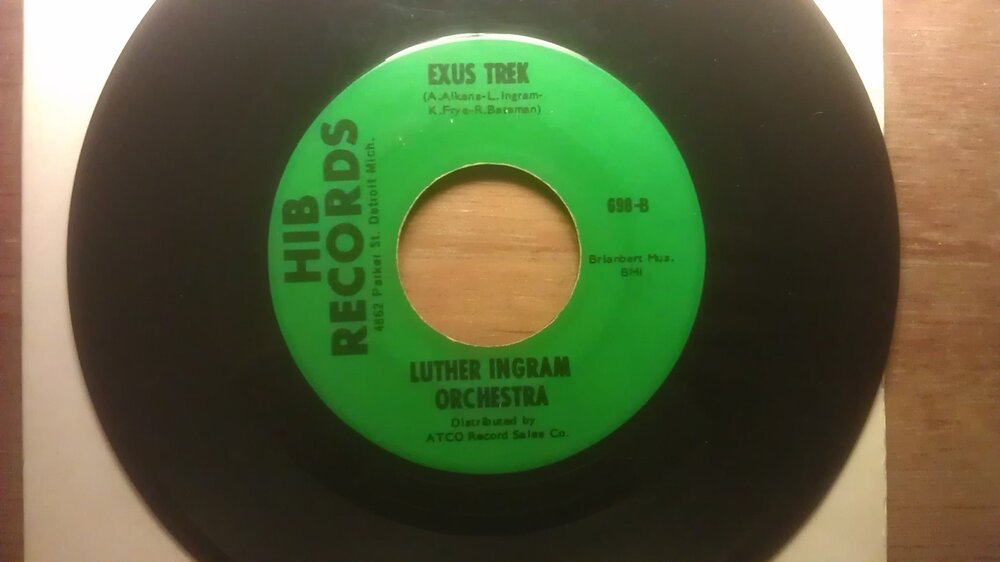 EXUS TREK
(A.Aikens-L.Ingram-
K.Frye-R.Bateman)
HIB
RECORDS
4862 Parker St. Detroit Mich.
698-B
Brianbert Mus.
BMI
LUTHER INGRAM
ORCHESTRA
Distributed by
ATCO Record Sales Co.